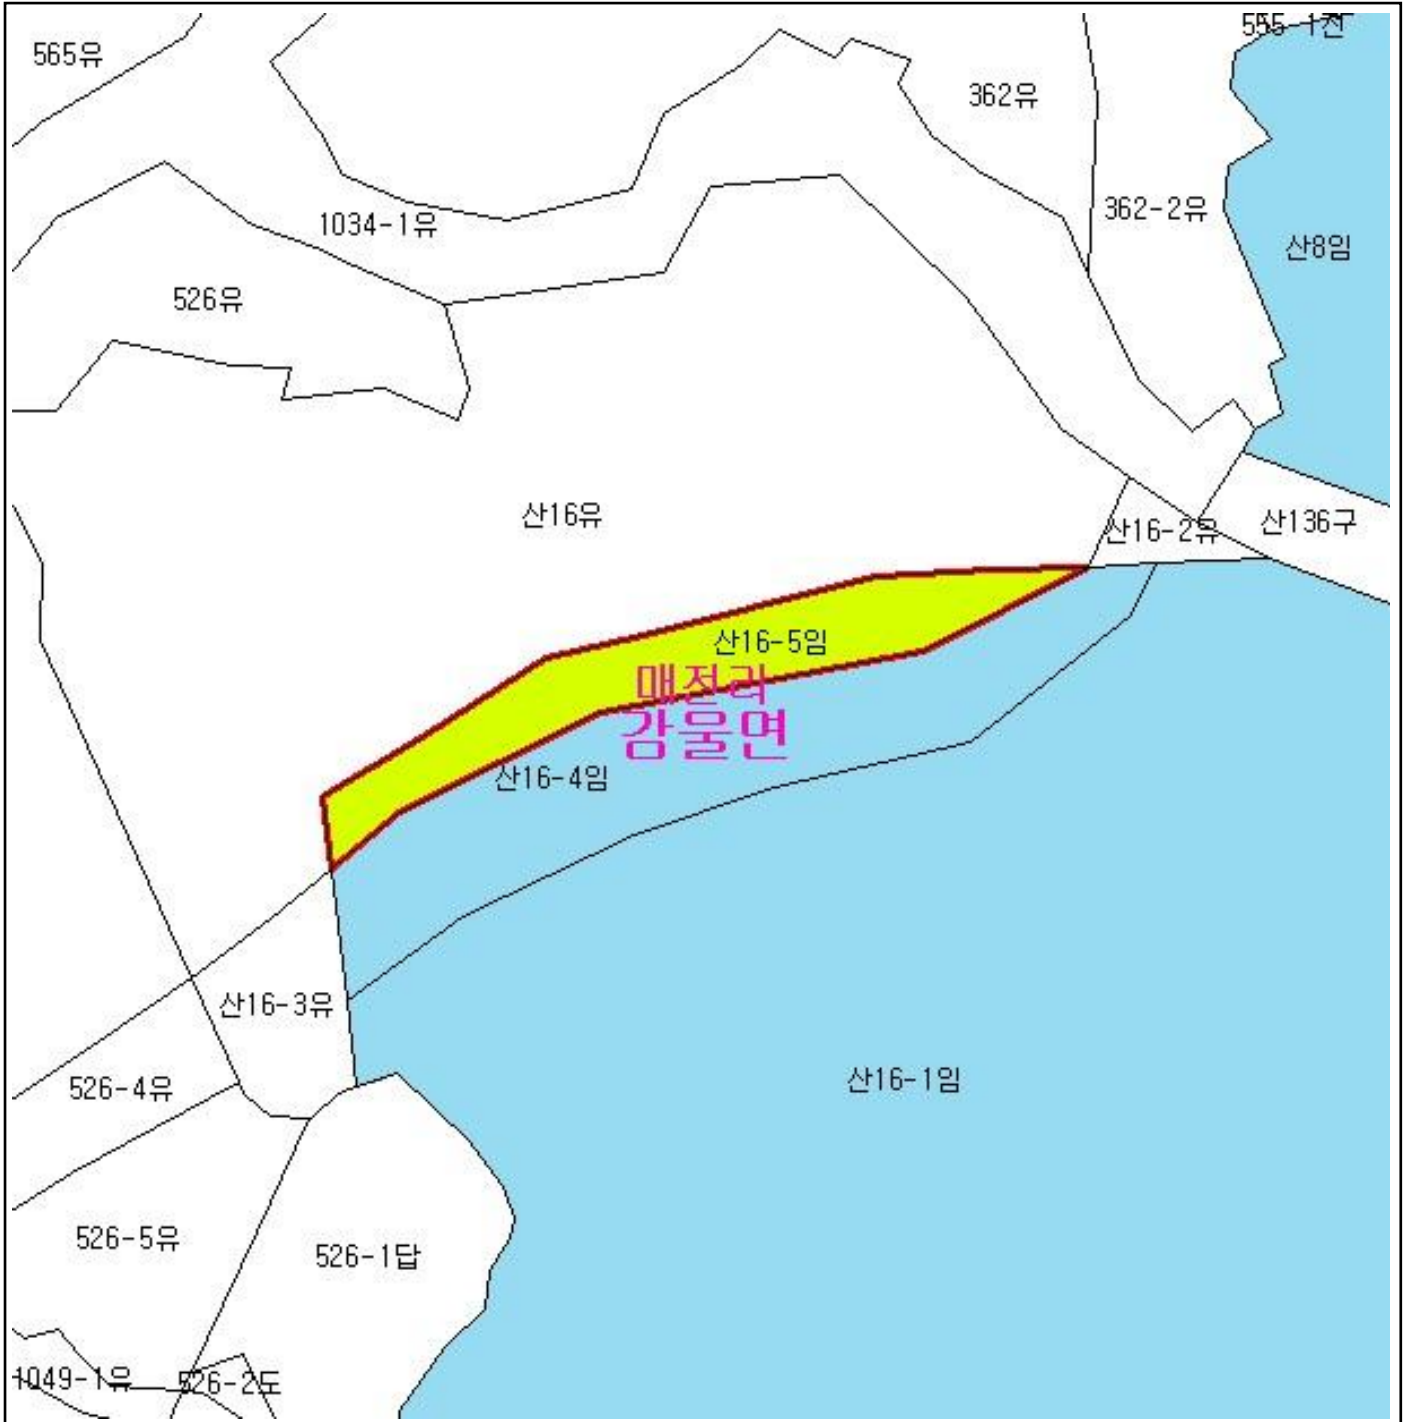 555-1전
565유
362유
362-2유
1034-1유
산8임
526유
산16유
산16-2유
산136구
산16-5임
매전리
강울면
산16-4임
산16-3유
산16-1임
526-4유
526-5유
526-1답
1049-1유
526-2도